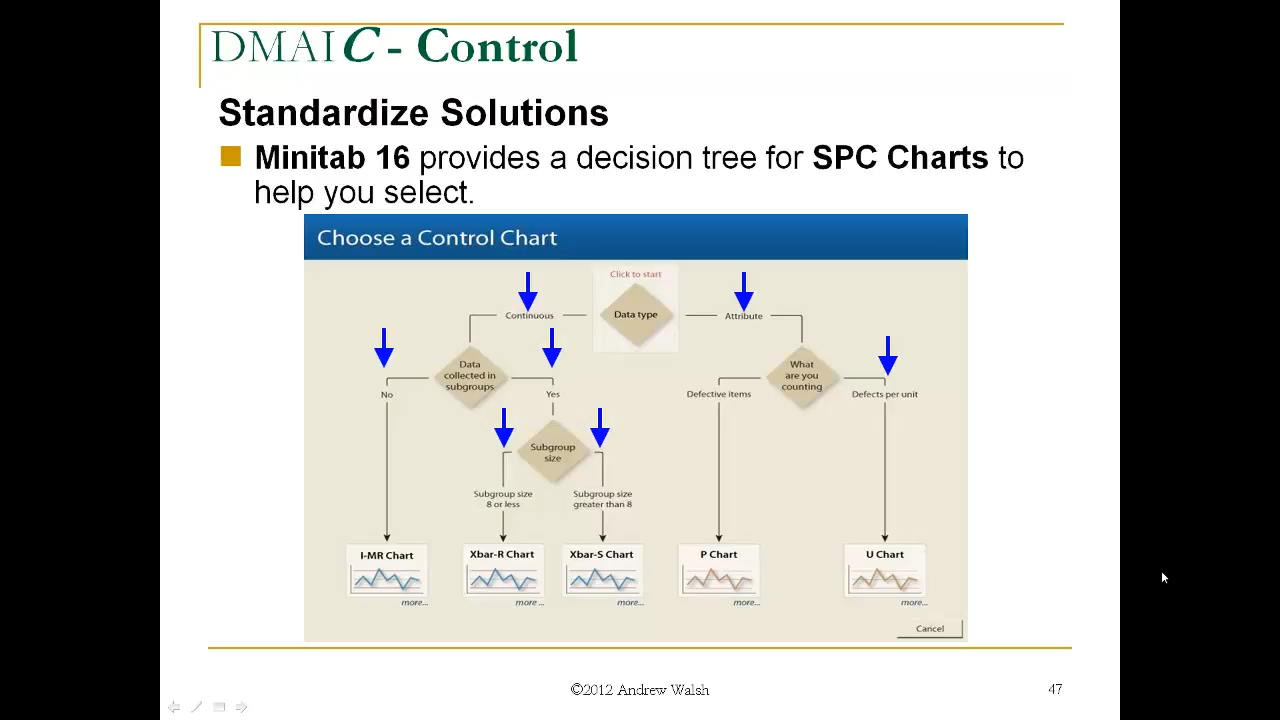 DMAIC - Control
Standardize Solutions
Minitab 16 provides a decision tree for SPC Charts to
help you select.
Choose a Control Chart
Click to start
Data type
Continuous
Attribute
Data
collected in
subgroups
What
are you
counting
No
Yes
Defective items
Defects per unit
Subgroup
size
Subgroup size
8 or less
Subgroup size
greater than 8
I-MR Chart
Xbar-R Chart
Xbar-S Chart
P Chart
U Chart
more...
more ...
more...
more...
more...
Cancel
©2012 Andrew Walsh
47